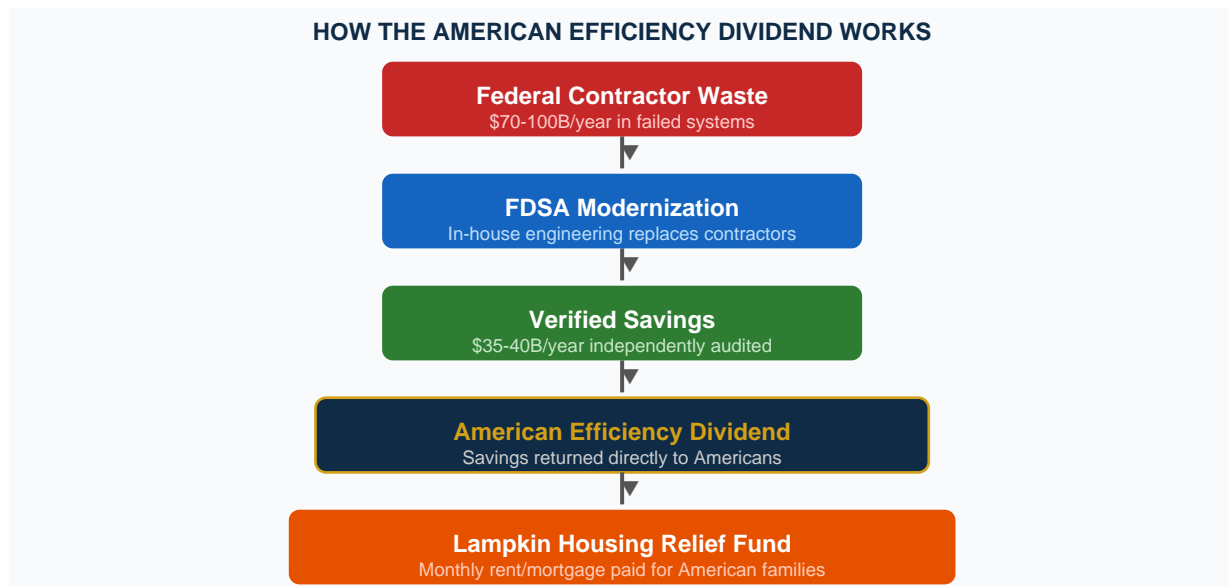 HOW THE AMERICAN EFFICIENCY DIVIDEND WORKS
Federal Contractor Waste
$70-100B/year in failed systems
FDSA Modernization
In-house engineering replaces contractors
Verified Savings
$35-40B/year independently audited
American Efficiency Dividend
Savings returned directly to Americans
Lampkin Housing Relief Fund
Monthly rent/mortgage paid for American families